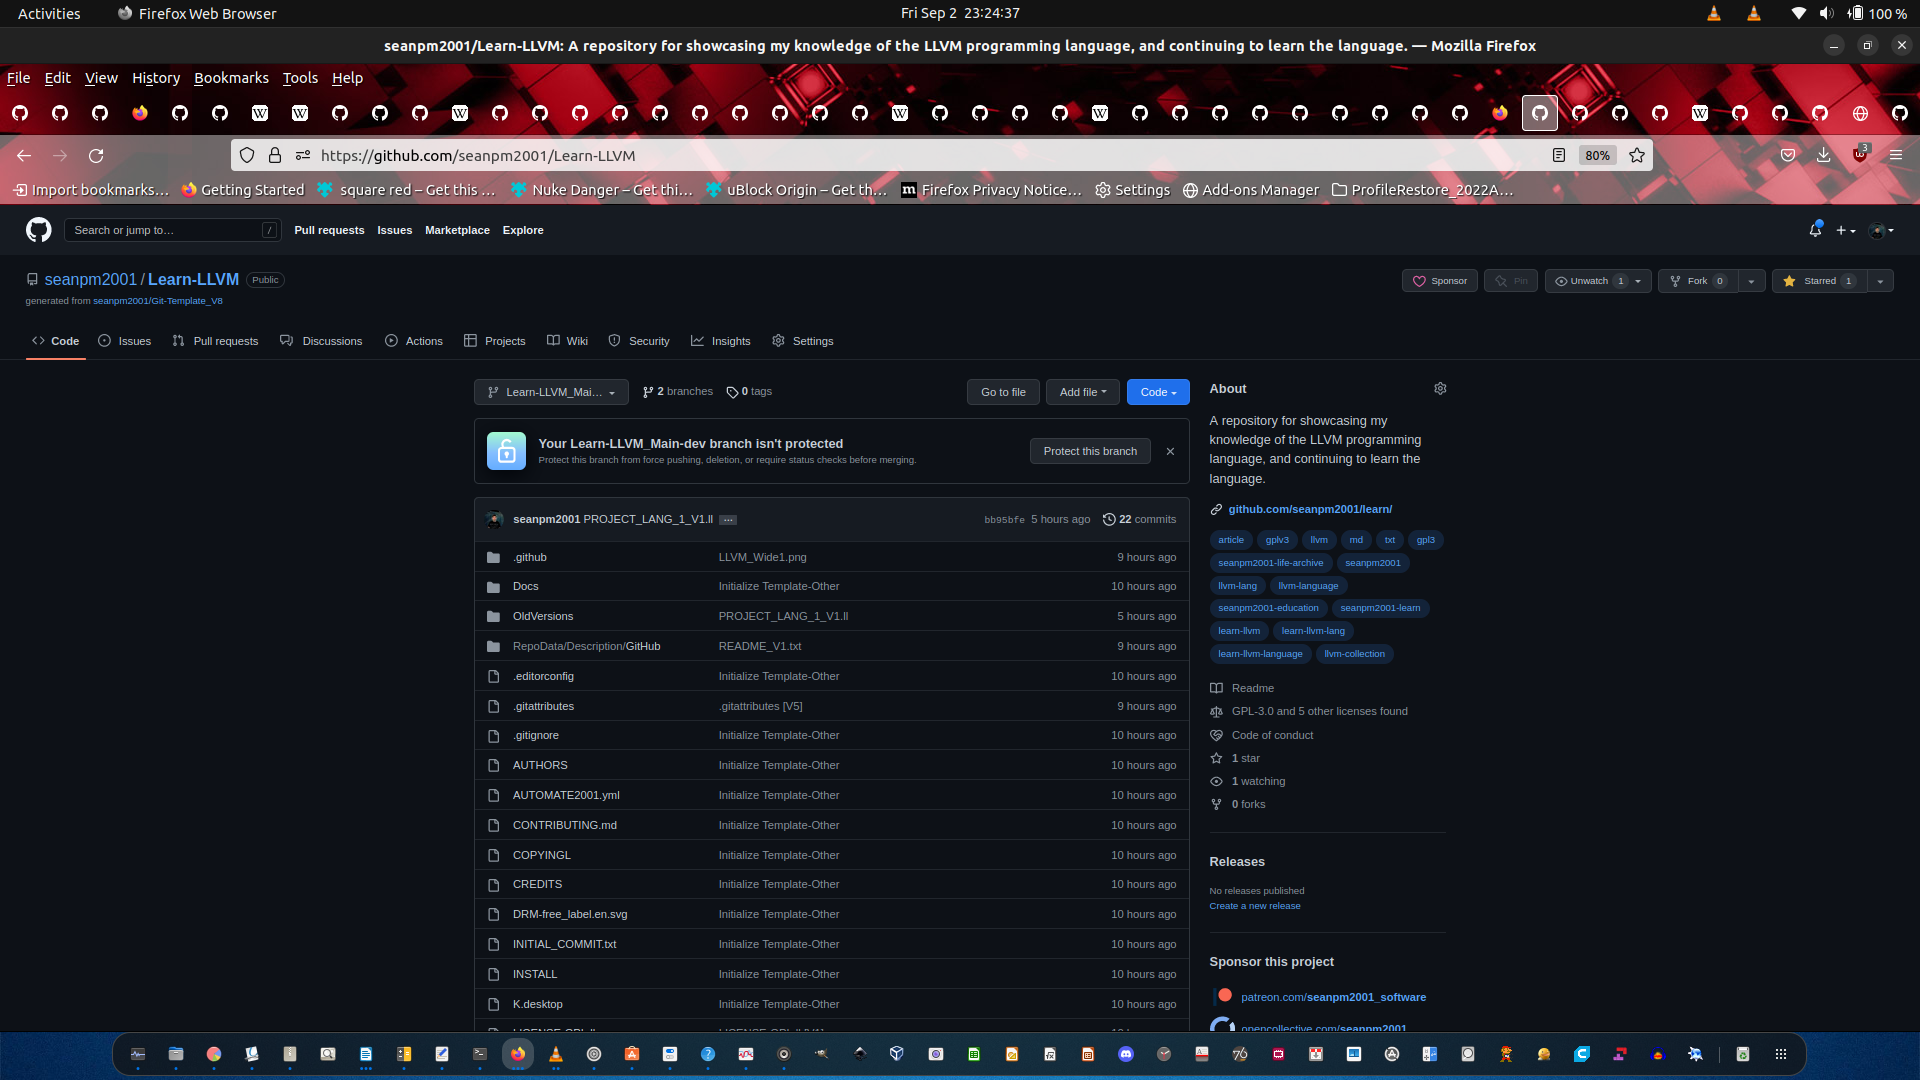 Activities
Firefox Web Browser
Fri Sep 2 23:24:37
100 %
seanpm2001/Learn-LLVM: A repository for showcasing my knowledge of the LLVM programming language, and continuing to learn the language. — Mozilla Firefox
File Edit View History Bookmarks Tools Help
https://github.com/seanpm2001/Learn-LLVM
80%
3
Import bookmarks…
Getting Started
square red – Get this …
Nuke Danger – Get thi…
uBlock Origin – Get th…
Firefox Privacy Notice…
Settings
Add-ons Manager
ProfileRestore_2022A…
Search or jump to…
/
Pull requests
Issues
Marketplace
Explore
seanpm2001 / Learn-LLVM
Public
generated from seanpm2001/Git-Template_V8
Sponsor
Pin
Unwatch 1
Fork 0
Starred 1
Code
Issues
Pull requests
Discussions
Actions
Projects
Wiki
Security
Insights
Settings
Learn-LLVM_Mai…
2 branches
0 tags
Go to file
Add file
Code
Your Learn-LLVM_Main-dev branch isn't protected
Protect this branch from force pushing, deletion, or require status checks before merging.
Protect this branch
seanpm2001 PROJECT_LANG_1_V1.ll …
bb95bfe 5 hours ago
22 commits
.github LLVM_Wide1.png 9 hours ago
Docs Initialize Template-Other 10 hours ago
OldVersions PROJECT_LANG_1_V1.ll 5 hours ago
RepoData/Description/GitHub README_V1.txt 9 hours ago
.editorconfig Initialize Template-Other 10 hours ago
.gitattributes .gitattributes [V5] 9 hours ago
.gitignore Initialize Template-Other 10 hours ago
AUTHORS Initialize Template-Other 10 hours ago
AUTOMATE2001.yml Initialize Template-Other 10 hours ago
CONTRIBUTING.md Initialize Template-Other 10 hours ago
COPYINGL Initialize Template-Other 10 hours ago
CREDITS Initialize Template-Other 10 hours ago
DRM-free_label.en.svg Initialize Template-Other 10 hours ago
INITIAL_COMMIT.txt Initialize Template-Other 10 hours ago
INSTALL Initialize Template-Other 10 hours ago
K.desktop Initialize Template-Other 10 hours ago
About
A repository for showcasing my
knowledge of the LLVM programming
language, and continuing to learn the
language.
github.com/seanpm2001/learn/
article gplv3 llvm md txt gpl3
seanpm2001-life-archive seanpm2001
llvm-lang llvm-language
seanpm2001-education seanpm2001-learn
learn-llvm learn-llvm-lang
learn-llvm-language llvm-collection
Readme
GPL-3.0 and 5 other licenses found
Code of conduct
1 star
1 watching
0 forks
Releases
No releases published
Create a new release
Sponsor this project
patreon.com/seanpm2001_software
opencollective.com/seanpm2001